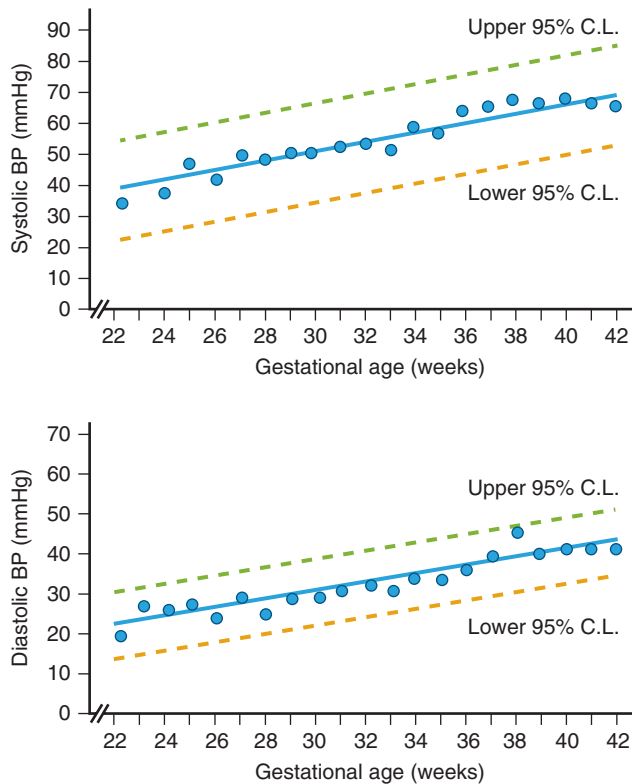 90
Upper 95% C.L.
80
70
60
50
40
Lower 95% C.L.
30
20
10
0
Systolic BP (mmHg)
22 24 26 28 30 32 34 36 38 40 42
Gestational age (weeks)
70
60
Upper 95% C.L.
50
40
30
20
Lower 95% C.L.
10
0
Diastolic BP (mmHg)
22 24 26 28 30 32 34 36 38 40 42
Gestational age (weeks)